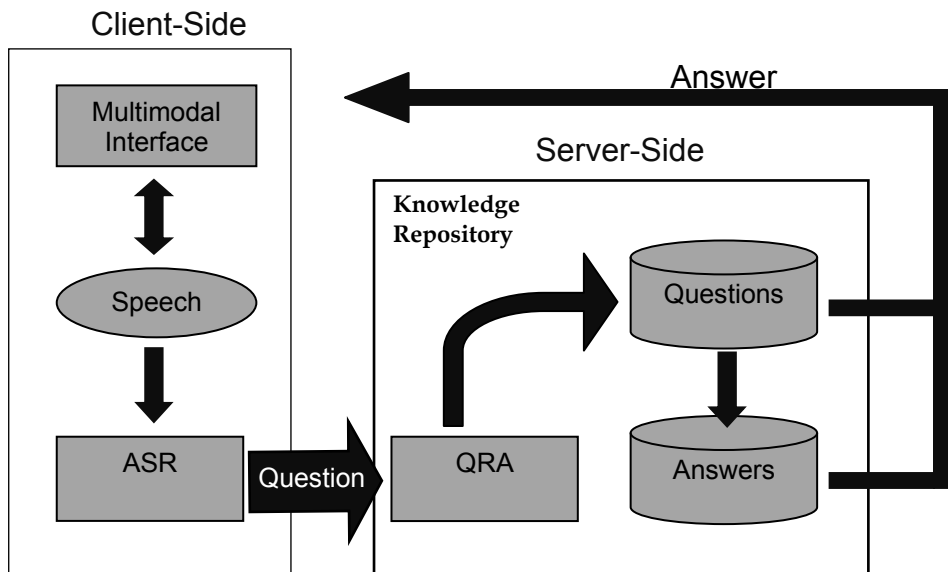 Client-Side
Multimodal
Interface
Speech
ASR
Question
Answer
Server-Side
Knowledge
Repository
Questions
QRA
Answers